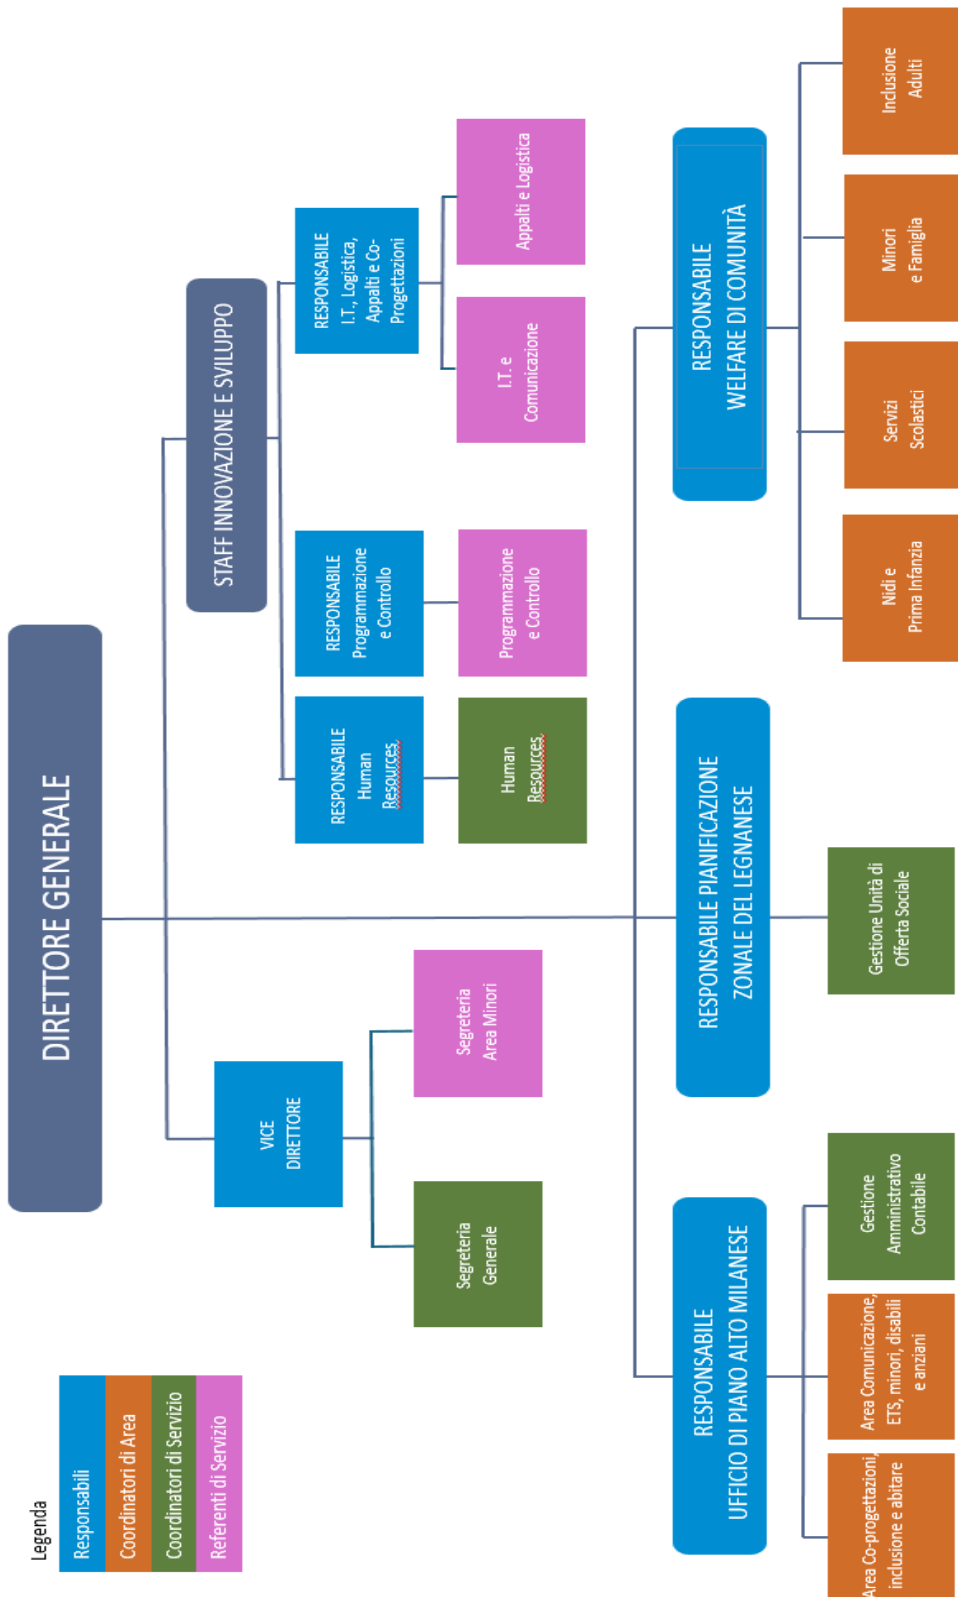 DIRETTORE GENERALE
Legenda
Responsabili
Coordinatori di Area
Coordinatori di Servizio
Referenti di Servizio
VICE
DIRETTORE
Segreteria
Generale
Segreteria
Area Minori
STAFF INNOVAZIONE E SVILUPPO
RESPONSABILE
Human
Resources
RESPONSABILE
Programmazione
e Controllo
RESPONSABILE
I.T., Logistica,
Appalti e Co-
Progettazioni
Human
Resources
Programmazione
e Controllo
I.T. e
Comunicazione
Appalti e Logistica
RESPONSABILE
UFFICIO DI PIANO ALTO MILANESE
RESPONSABILE PIANIFICAZIONE
ZONALE DEL LEGNANESE
RESPONSABILE
WELFARE DI COMUNITÀ
Area Co-progettazioni,
inclusione e abitare
Area Comunicazione,
ETS, minori, disabili
e anziani
Gestione
Amministrativo
Contabile
Gestione Unità di
Offerta Sociale
Nidi e
Prima Infanzia
Servizi
Scolastici
Minori
e Famiglia
Inclusione
Adulti